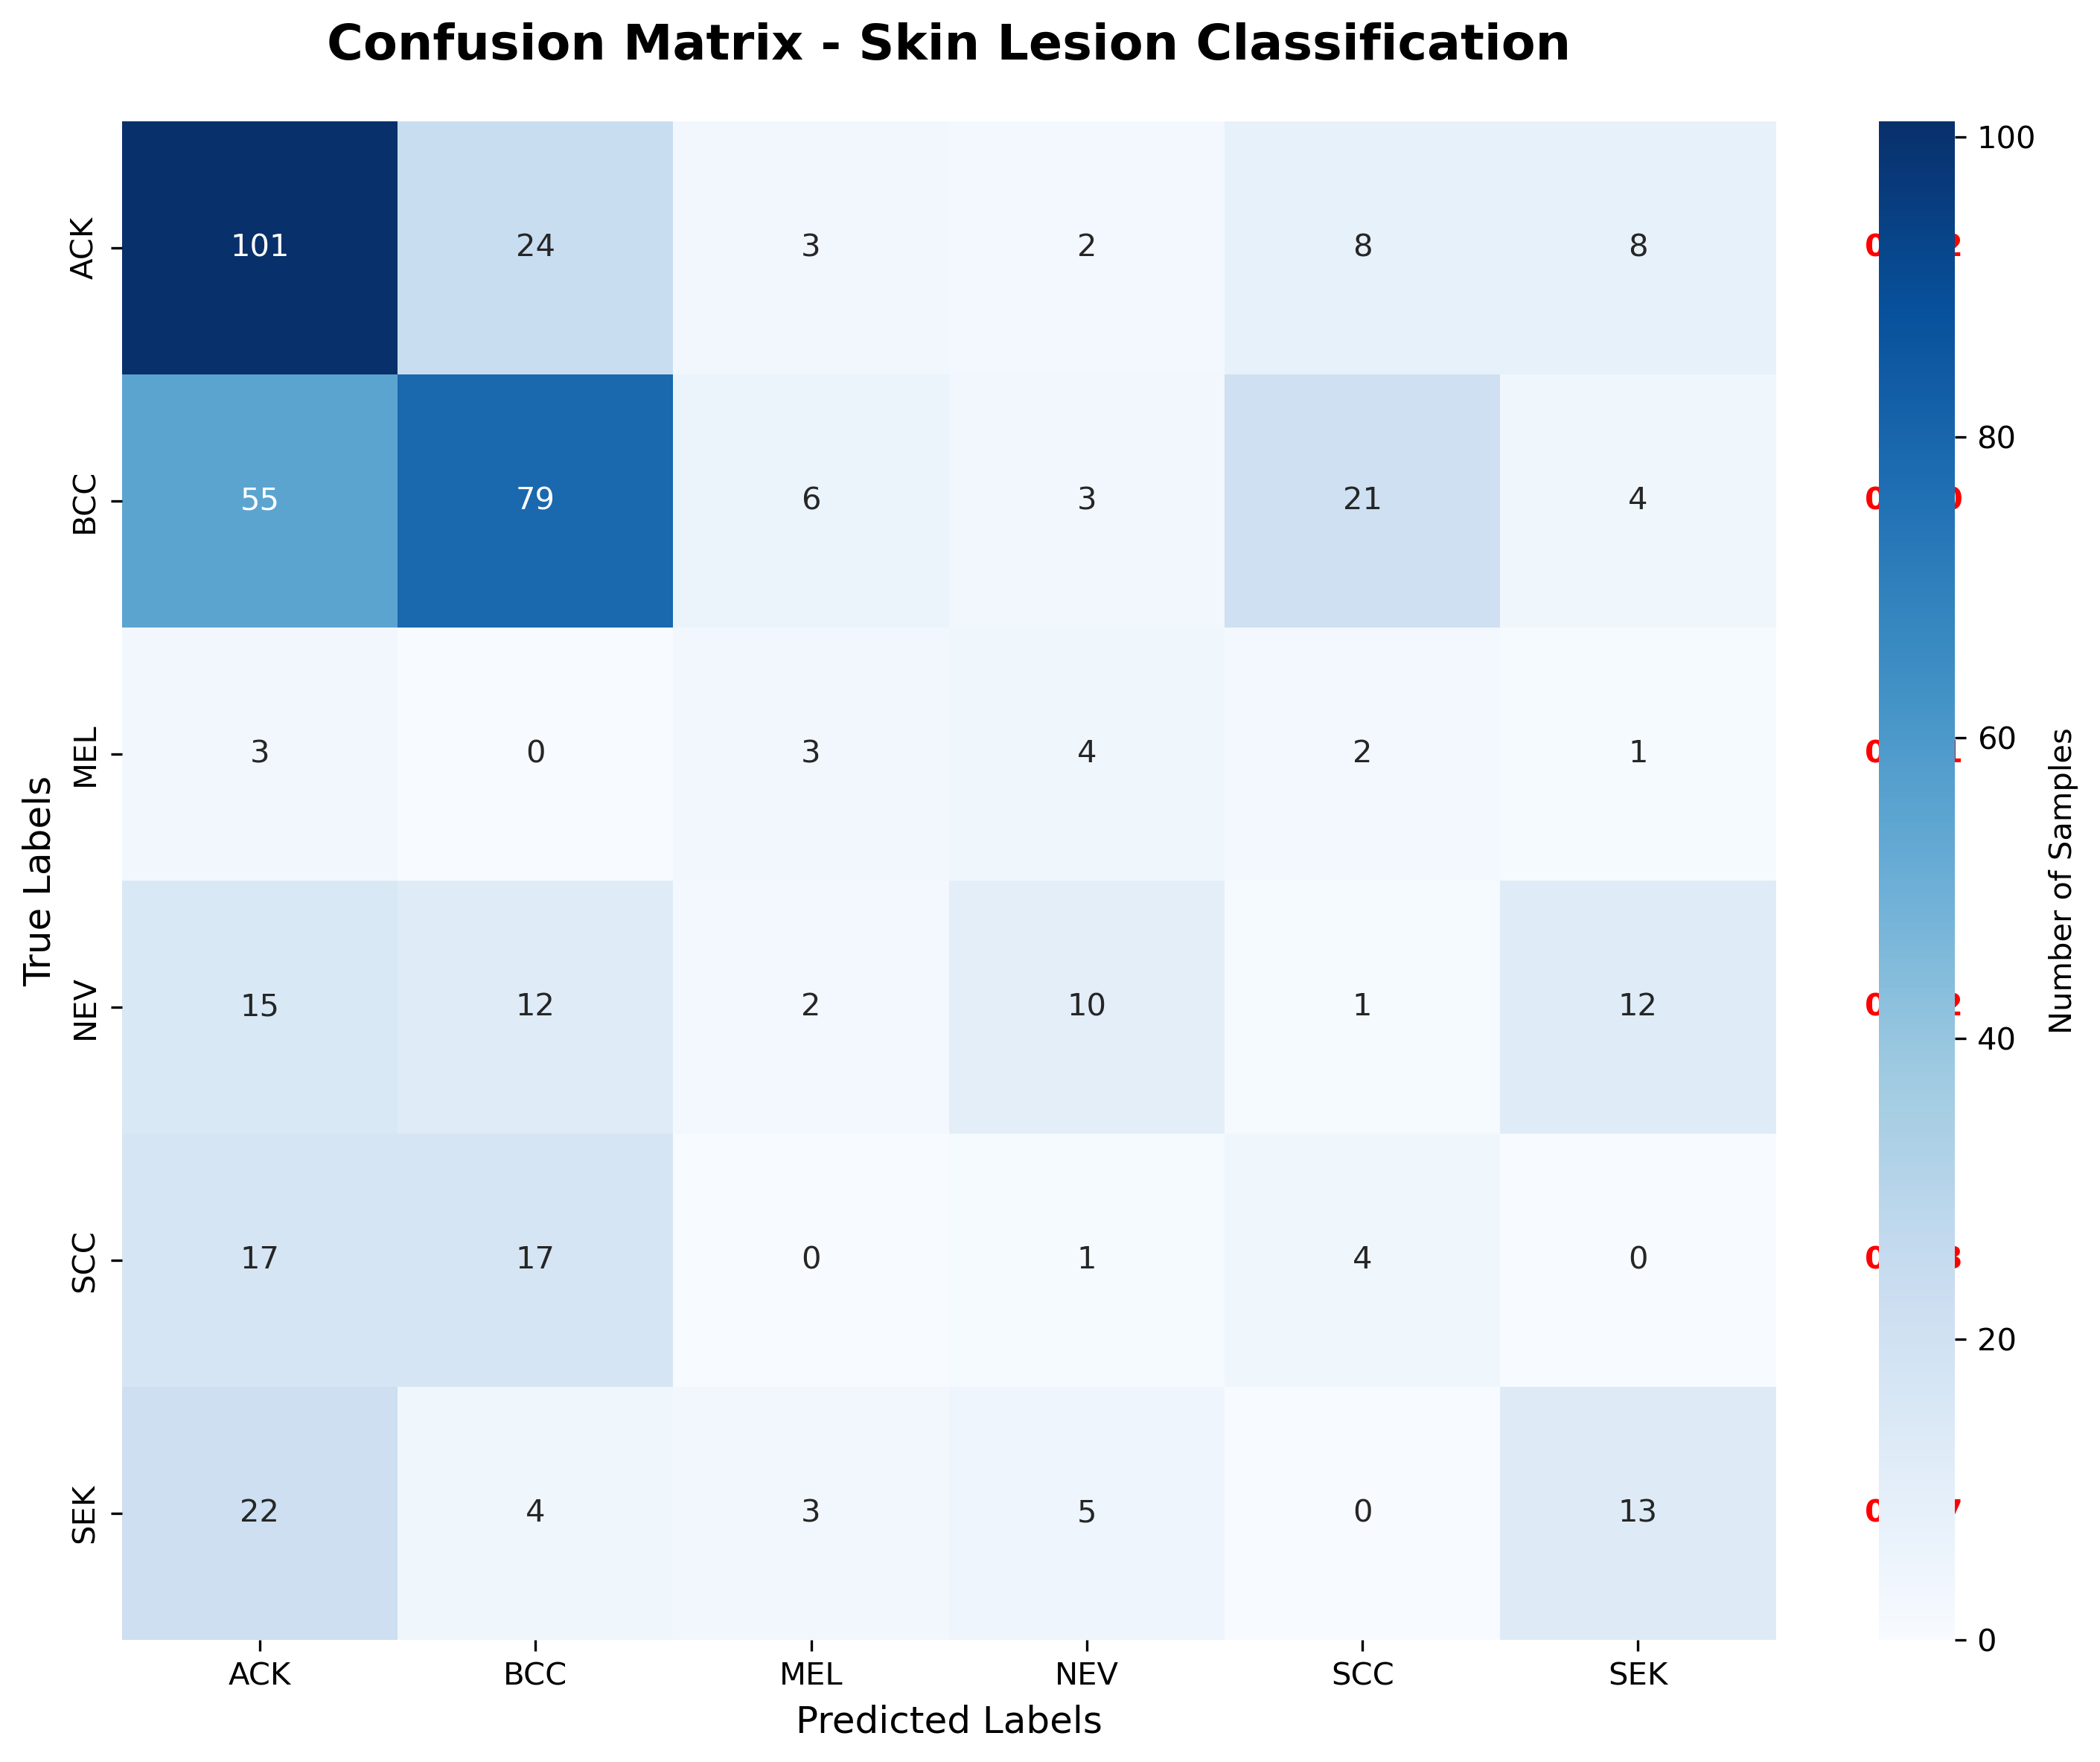 Confusion Matrix - Skin Lesion Classification
ACK 101 24 3 2 8 8
BCC 55 79 6 3 21 4
MEL 3 0 3 4 2 1
NEV 15 12 2 10 1 12
SCC 17 17 0 1 4 0
SEK 22 4 3 5 0 13
ACK BCC MEL NEV SCC SEK
Predicted Labels
True Labels
100
80
60
40
20
0
Number of Samples